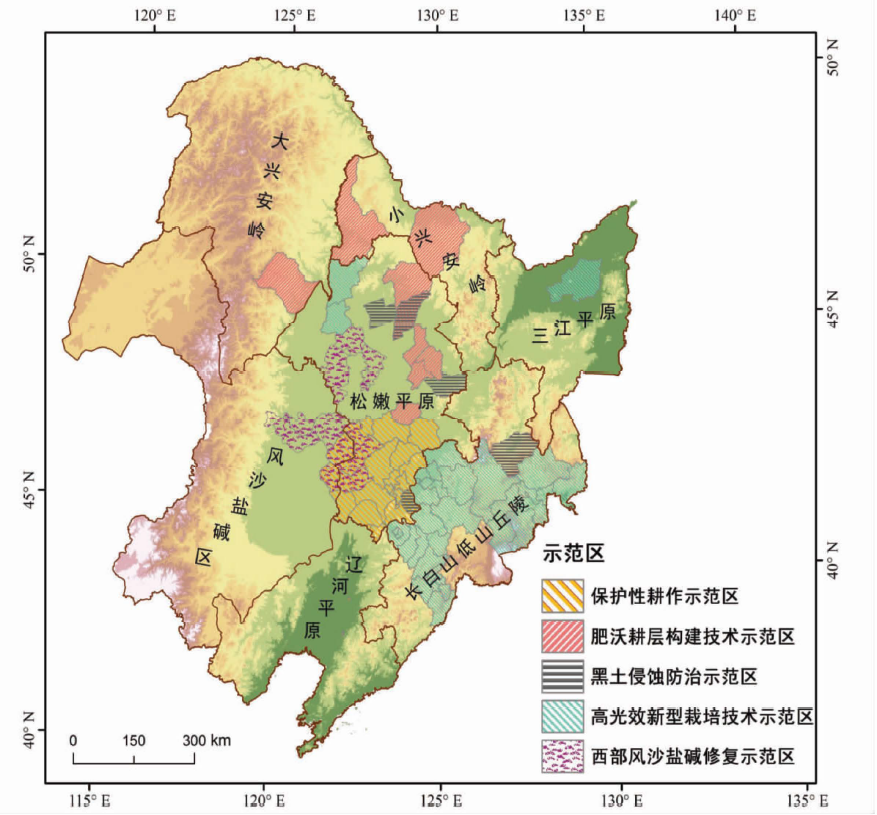 120° E 125° E 130° E 135° E 140° E
50° N
50° N
45° N
45° N
40° N
40° N
大兴安岭
小兴安岭
三江平原
松嫩平原
风沙盐碱区
长白山低山丘陵
辽河平原
示范区
保护性耕作示范区
肥沃耕层构建技术示范区
黑土侵蚀防治示范区
高光效新型栽培技术示范区
西部风沙盐碱修复示范区
0 150 300 km
115° E 120° E 125° E 130° E 135° E